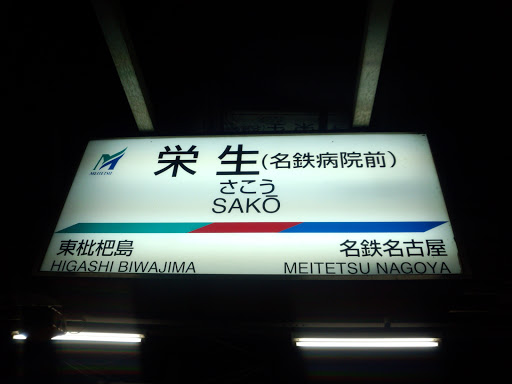 MEITETSU
栄生(名鉄病院前)
さこう
SAKŌ
東枇杷島
HIGASHI BIWAJIMA
名鉄名古屋
MEITETSU NAGOYA